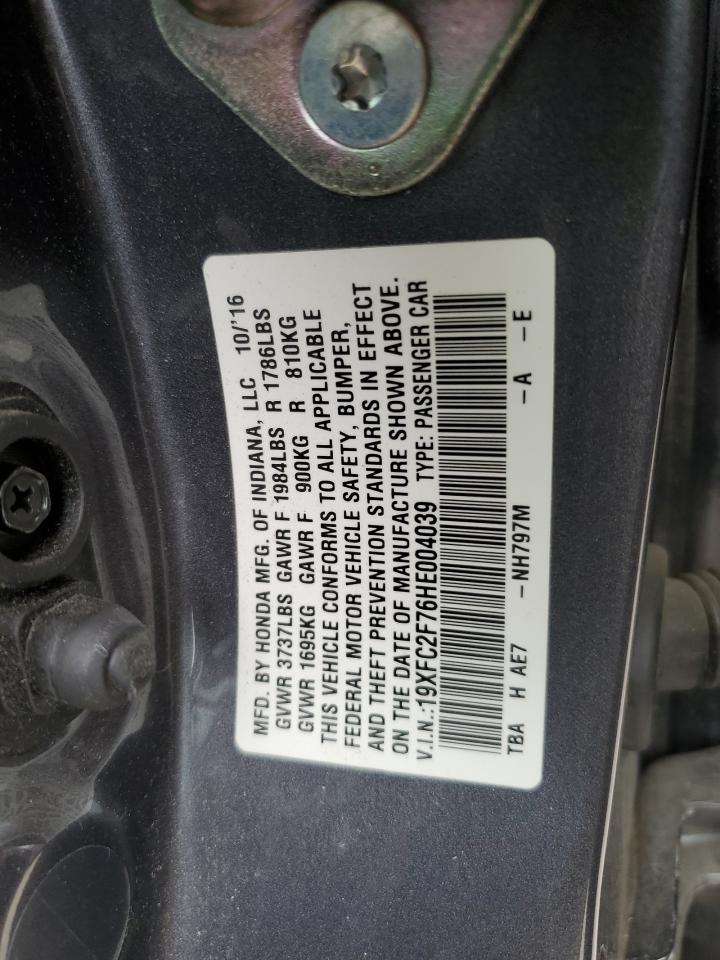 MFD. BY HONDA MFG. OF INDIANA, LLC 10/'16
GVWR 3737LBS GAWR F 1984LBS R 1786LBS
GVWR 1695KG GAWR F 900KG R 810KG
THIS VEHICLE CONFORMS TO ALL APPLICABLE
FEDERAL MOTOR VEHICLE SAFETY, BUMPER,
AND THEFT PREVENTION STANDARDS IN EFFECT
ON THE DATE OF MANUFACTURE SHOWN ABOVE.
V.I.N.:19XFC2F76HE004039 TYPE: PASSENGER CAR
TBA H AE7 -NH797M -A -E